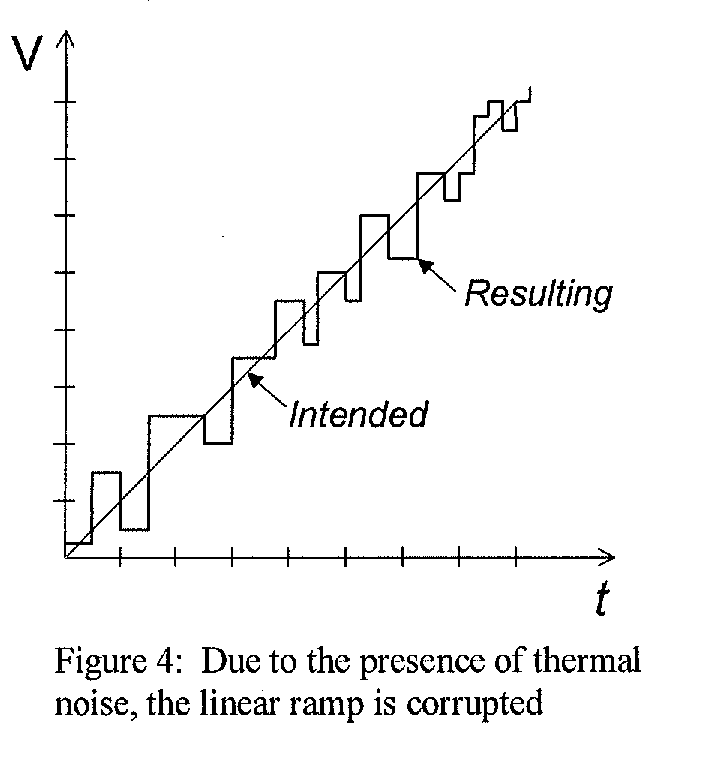 V
Resulting
Intended
t
Figure 4: Due to the presence of thermal
noise, the linear ramp is corrupted